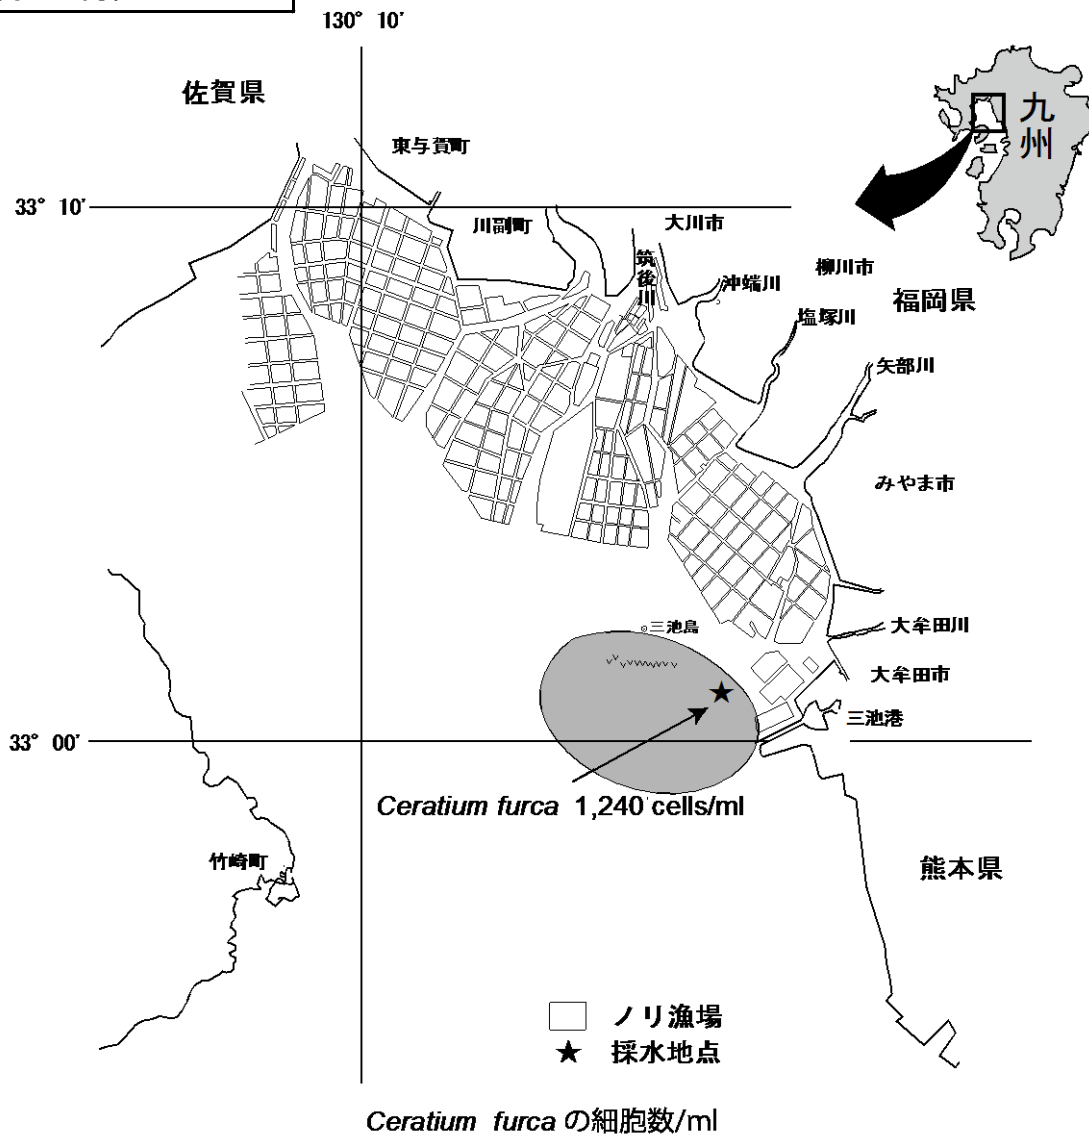 130° 10'
佐賀県
九
州
東与賀町
33° 10'
川副町
大川市
筑後川
沖端川
柳川市
福岡県
塩塚川
矢部川
みやま市
三池島
大牟田川
大牟田市
三池港
33° 00'
Ceratium furca 1,240 cells/ml
竹崎町
熊本県
ノリ漁場
★ 採水地点
Ceratium furca の細胞数/ml